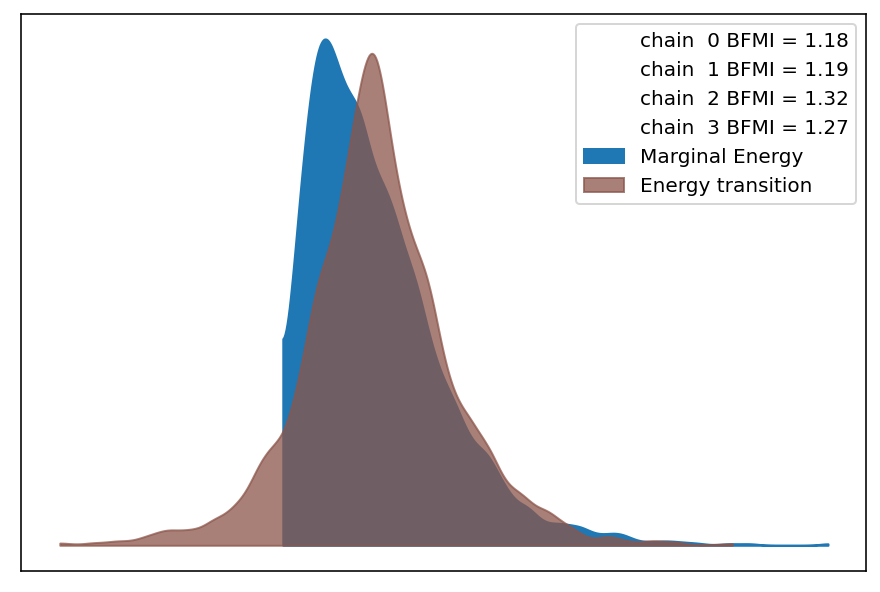 chain  0 BFMI = 1.18
chain  1 BFMI = 1.19
chain  2 BFMI = 1.32
chain  3 BFMI = 1.27
Marginal Energy
Energy transition